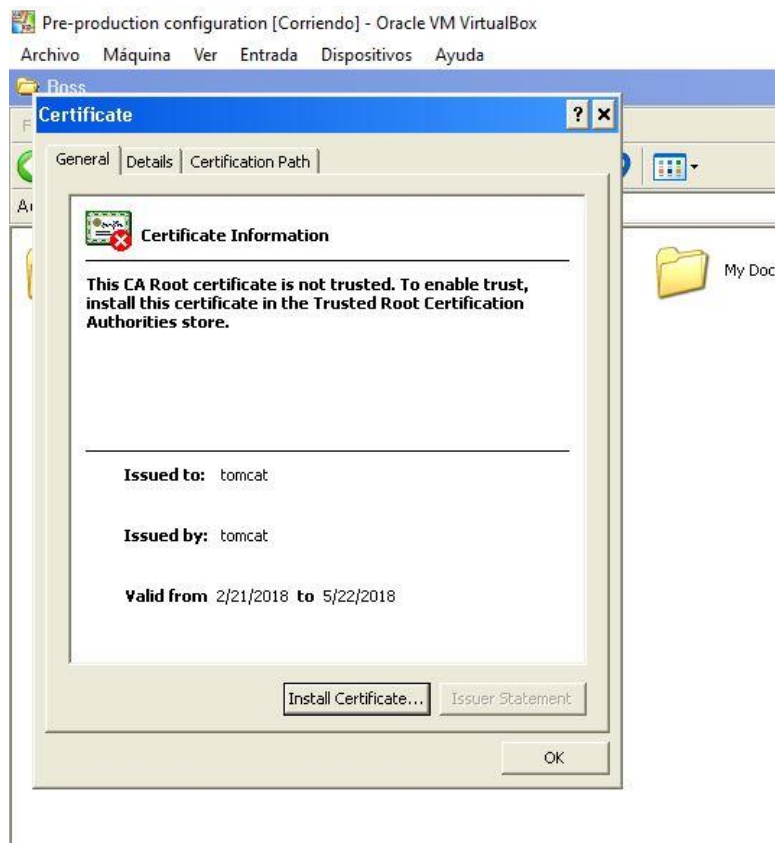 Pre-production configuration [Corriendo] - Oracle VM VirtualBox
Archivo Máquina Ver Entrada Dispositivos Ayuda
Ross
Certificate
General Details Certification Path
Certificate Information
This CA Root certificate is not trusted. To enable trust,
install this certificate in the Trusted Root Certification
Authorities store.
My Doc
Issued to: tomcat
Issued by: tomcat
Valid from 2/21/2018 to 5/22/2018
Install Certificate... Issuer Statement
OK